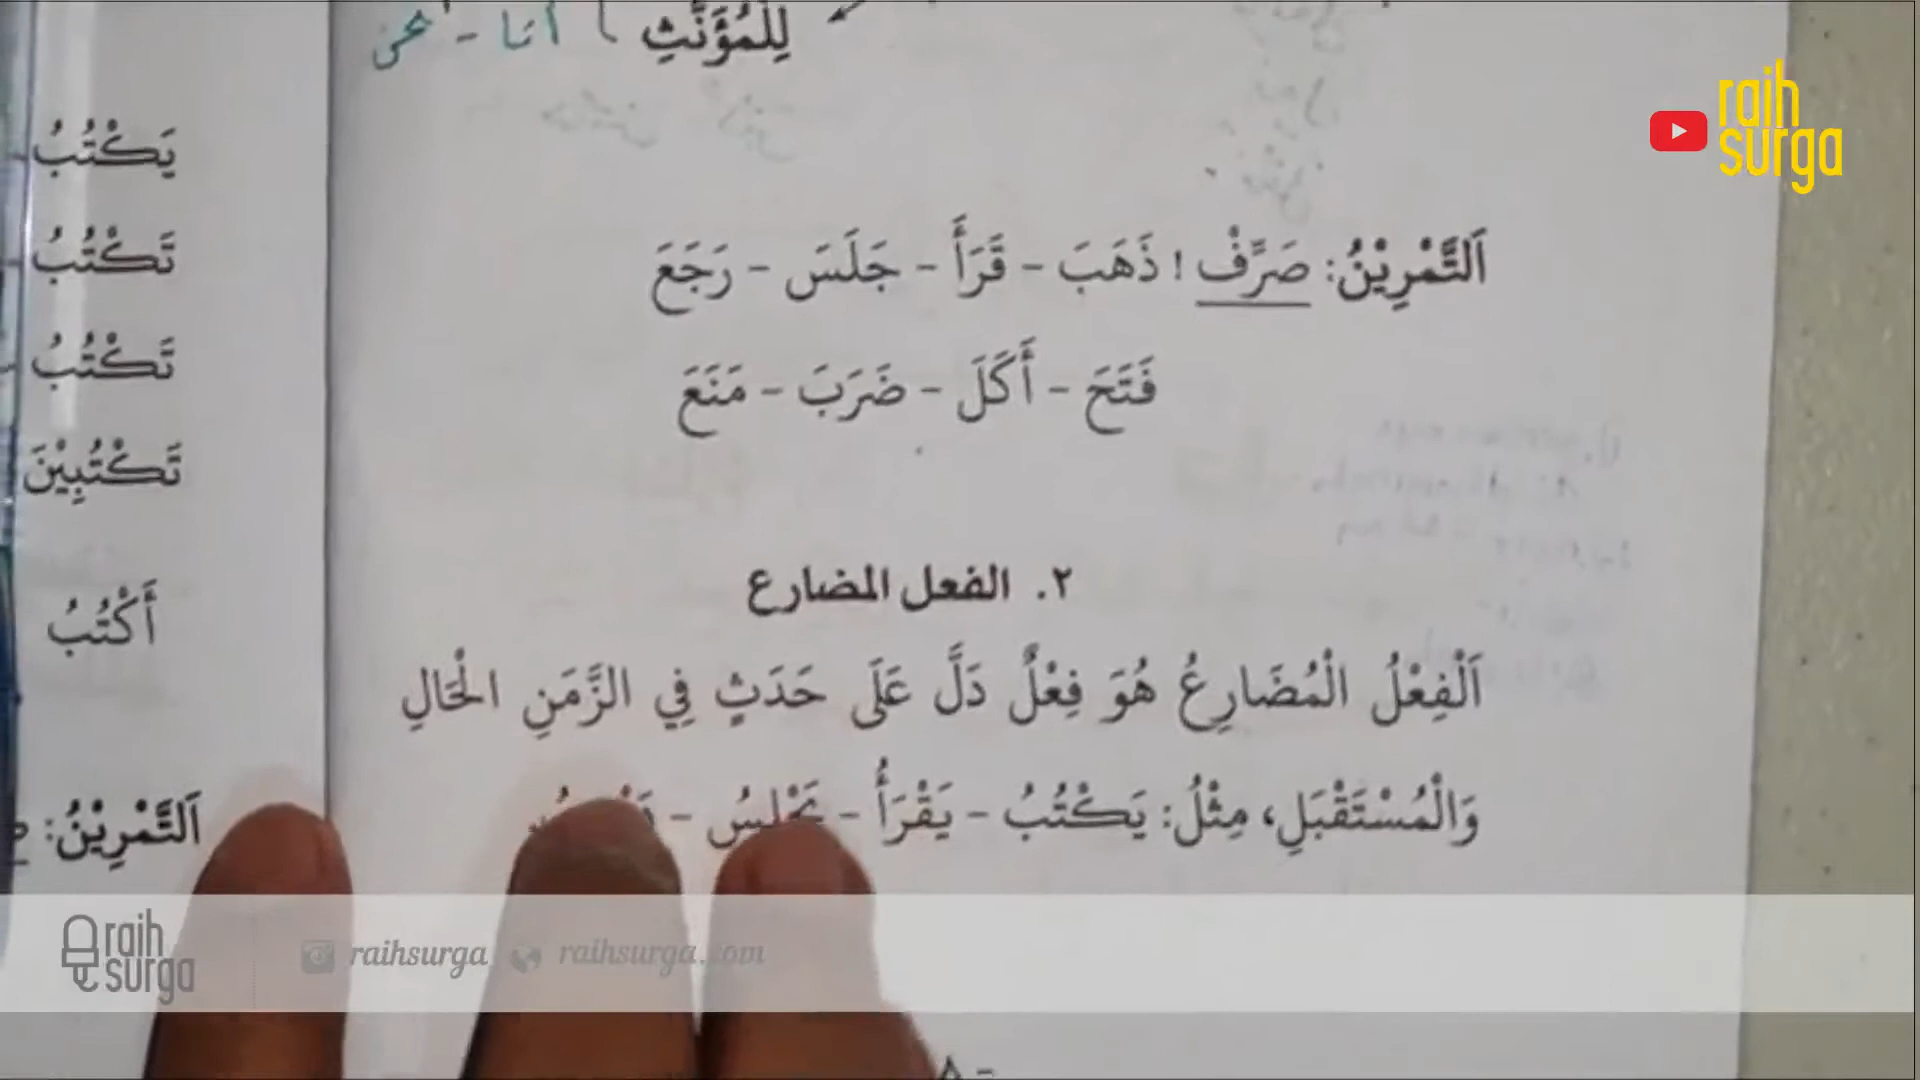 لِلْمُؤَنَّثِ أنا - نحن
اَلتَّمْرِيْنُ: صَرِّفْ ! ذَهَبَ - قَرَأَ - جَلَسَ - رَجَعَ
فَتَحَ - أَكَلَ - ضَرَبَ - مَنَعَ
٢. الفعل المضارع
اَلْفِعْلُ الْمُضَارِعُ هُوَ فِعْلٌ دَلَّ عَلَى حَدَثٍ فِي الزَّمَنِ الْحَالِ
وَالْمُسْتَقْبَلِ، مِثْلُ: يَكْتُبُ - يَقْرَأُ - يَجْلِسُ -
يَكْتُبُ
تَكْتُبُ
تَكْتُبُ
تَكْتُبِيْنَ
أَكْتُبُ
اَلتَّمْرِيْنُ:
raih
surga
raih
surga
raihsurga raihsurga.com